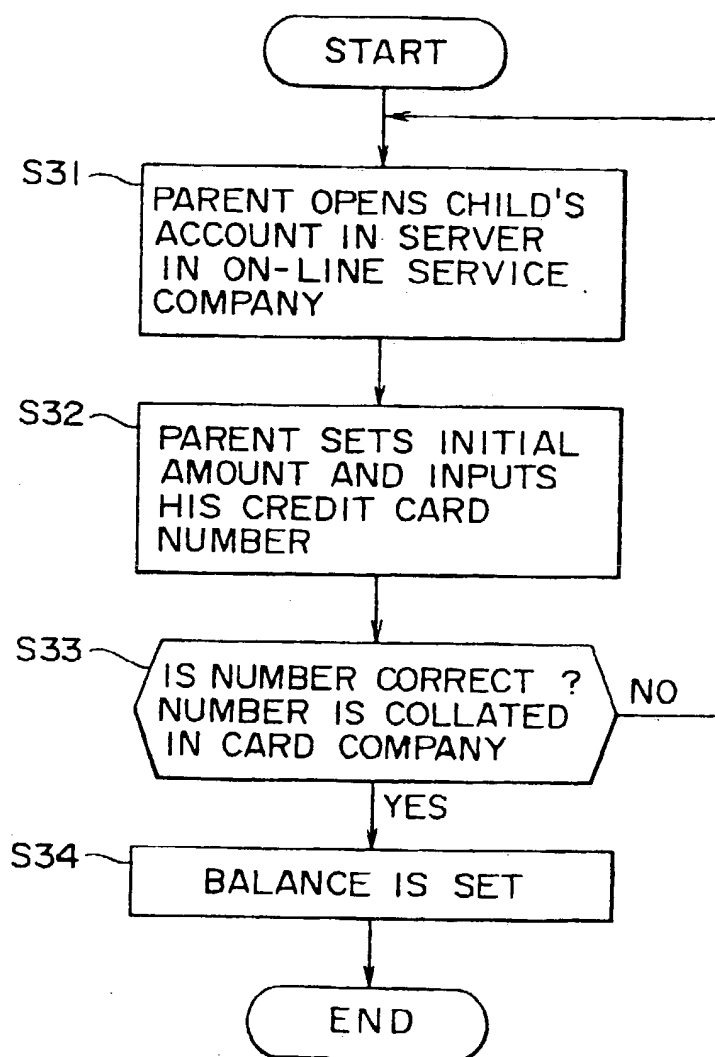 START
S31
PARENT OPENS CHILD'S
ACCOUNT IN SERVER
IN ON-LINE SERVICE
COMPANY
S32
PARENT SETS INITIAL
AMOUNT AND INPUTS
HIS CREDIT CARD
NUMBER
S33
IS NUMBER CORRECT ?
NUMBER IS COLLATED
IN CARD COMPANY
NO
YES
S34
BALANCE IS SET
END